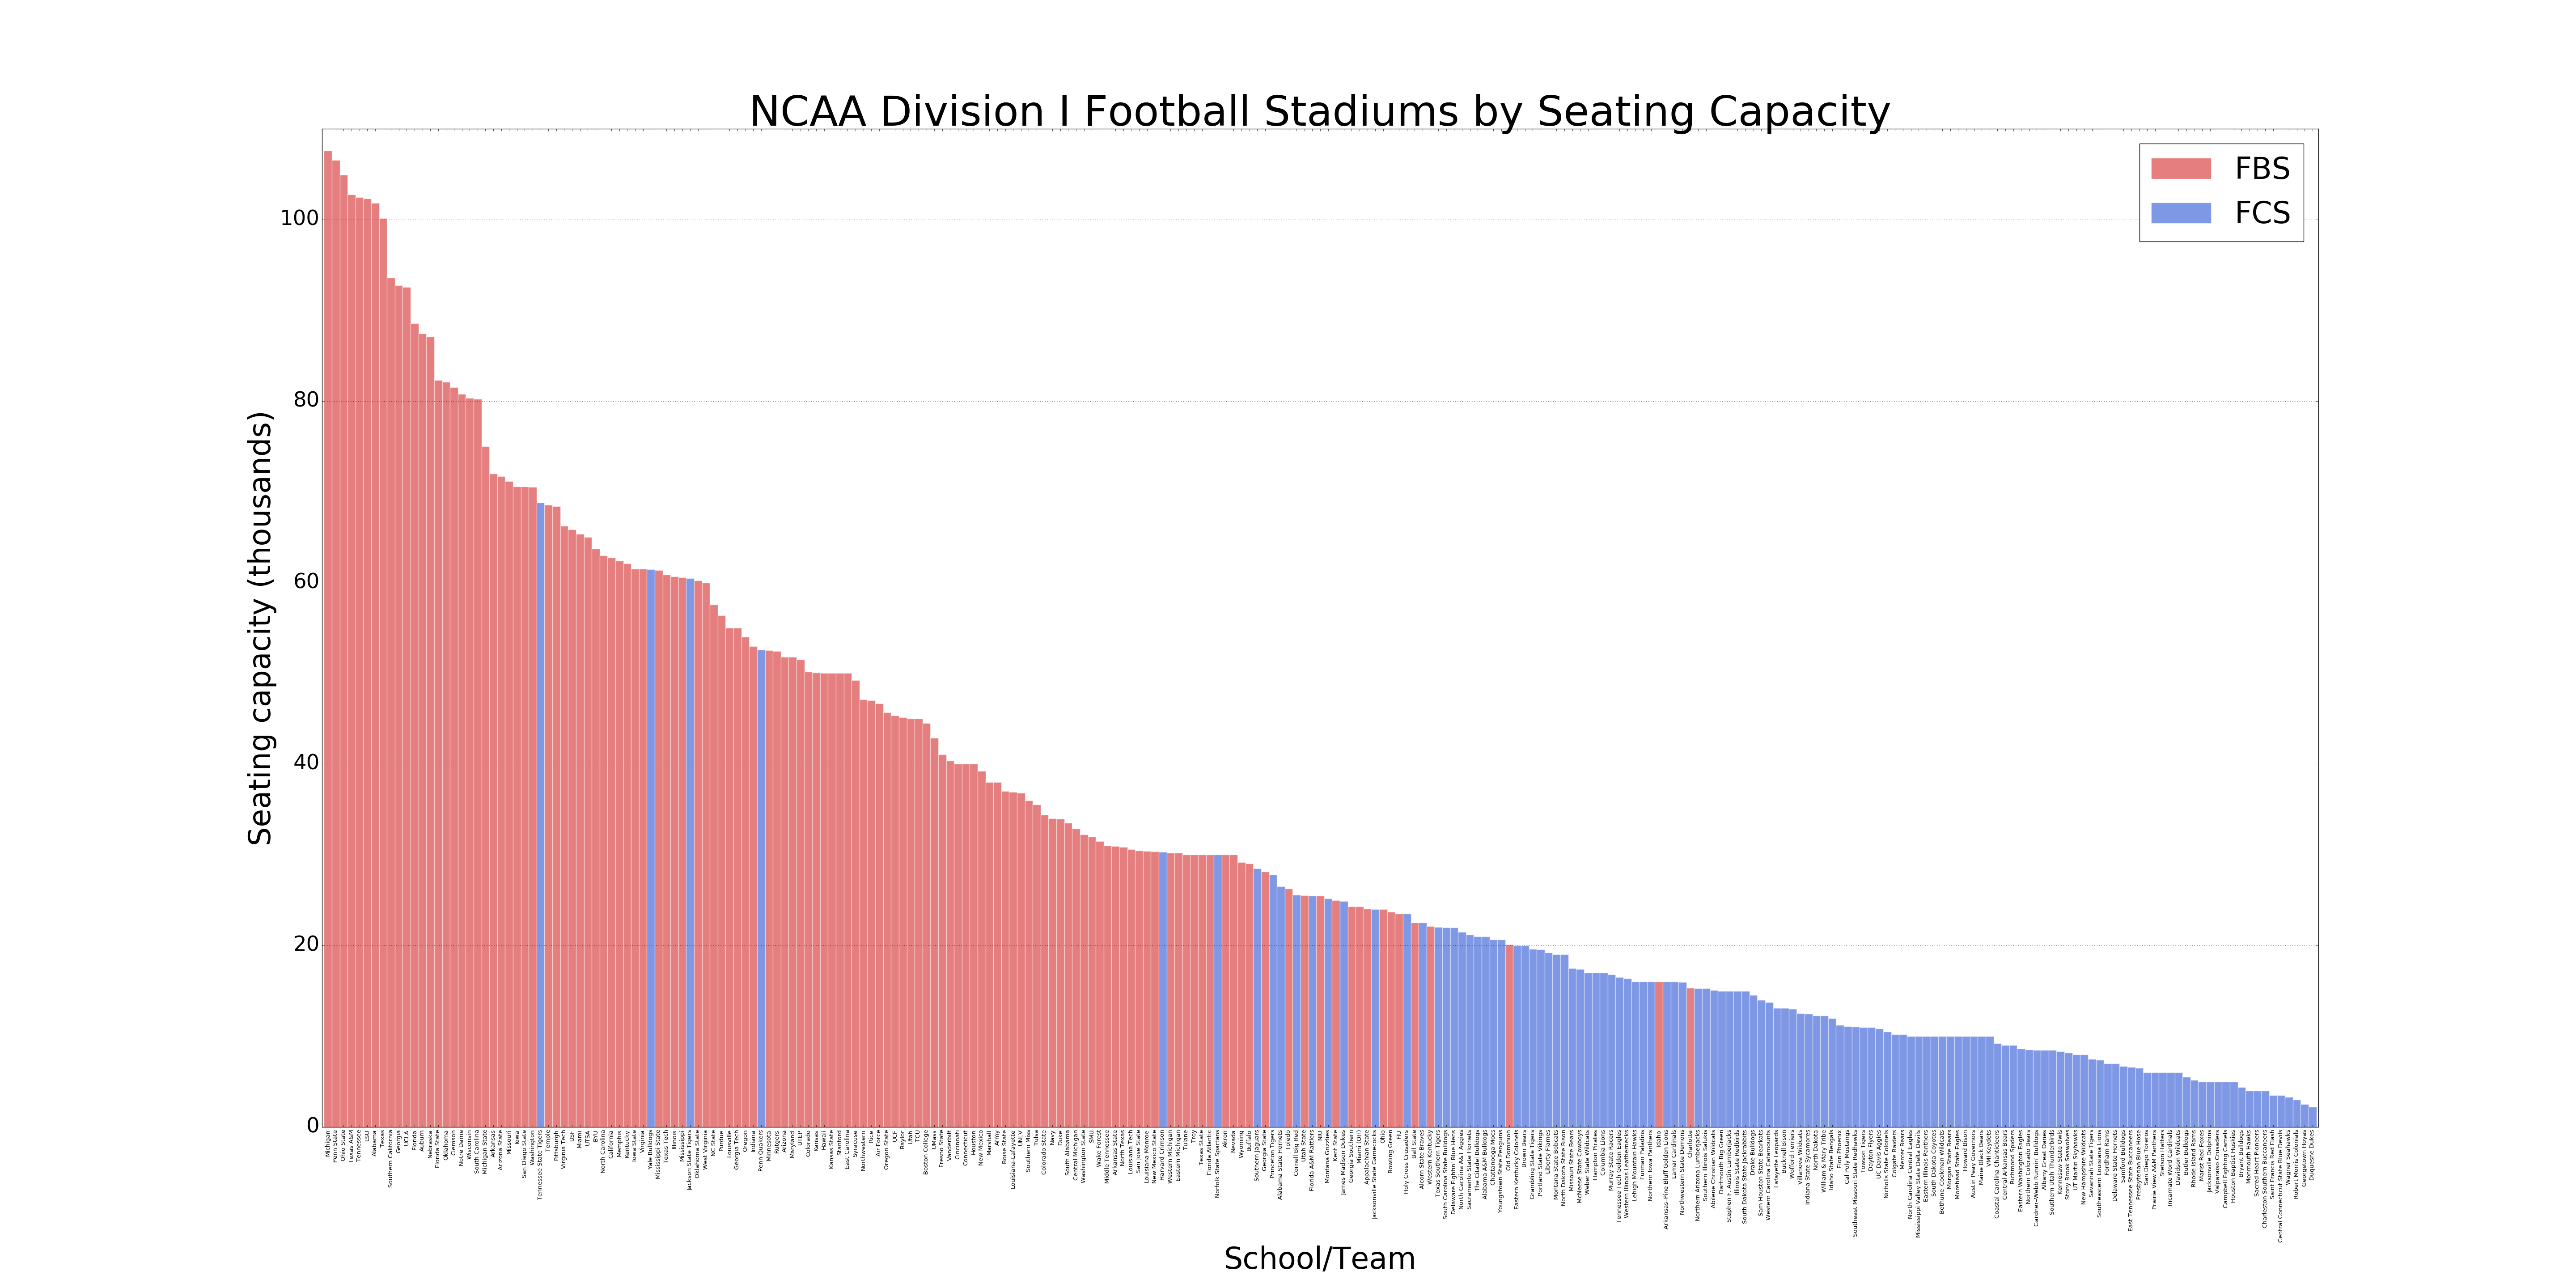 NCAA Division I Football Stadiums by Seating Capacity
FBS
FCS
Seating capacity (thousands)
100
80
60
40
20
0
Michigan
Penn State
Ohio State
Texas A&M
Tennessee
LSU
Alabama
Texas
Southern California
Georgia
UCLA
Florida
Auburn
Nebraska
Florida State
Oklahoma
Clemson
Notre Dame
Wisconsin
South Carolina
Michigan State
Arkansas
Arizona State
Missouri
Iowa
San Diego State
Washington
Tennessee State Tigers
Temple
Pittsburgh
Virginia Tech
USF
Miami
UTSA
BYU
North Carolina
California
Memphis
Kentucky
Iowa State
Virginia
Yale Bulldogs
Mississippi State
Texas Tech
Illinois
Mississippi
Jackson State Tigers
Oklahoma State
West Virginia
NC State
Purdue
Louisville
Georgia Tech
Oregon
Indiana
Penn Quakers
Minnesota
Rutgers
Arizona
Maryland
UTEP
Colorado
Kansas
Hawaii
Kansas State
Stanford
East Carolina
Syracuse
Northwestern
Rice
Air Force
Oregon State
UCF
Baylor
Utah
TCU
Boston College
UMass
Fresno State
Vanderbilt
Cincinnati
Connecticut
Houston
New Mexico
Marshall
Army
Boise State
Louisiana-Lafayette
UNLV
Southern Miss
Tulsa
Colorado State
Navy
Duke
South Alabama
Central Michigan
Washington State
SMU
Wake Forest
Middle Tennessee
Arkansas State
North Texas
Louisiana Tech
San Jose State
Louisiana-Monroe
New Mexico State
Harvard Crimson
Western Michigan
Eastern Michigan
Tulane
Troy
Texas State
Florida Atlantic
Norfolk State Spartans
Akron
Nevada
Wyoming
Buffalo
Southern Jaguars
Georgia State
Princeton Tigers
Alabama State Hornets
Toledo
Cornell Big Red
Utah State
Florida A&M Rattlers
NIU
Montana Grizzlies
Kent State
James Madison Dukes
Georgia Southern
Miami (OH)
Appalachian State
Jacksonville State Gamecocks
Ohio
Bowling Green
FIU
Holy Cross Crusaders
Ball State
Alcorn State Braves
Western Kentucky
Texas Southern Tigers
South Carolina State Bulldogs
Delaware Fightin' Blue Hens
North Carolina A&T Aggies
Sacramento State Hornets
The Citadel Bulldogs
Alabama A&M Bulldogs
Chattanooga Mocs
Youngstown State Penguins
Old Dominion
Eastern Kentucky Colonels
Brown Bears
Grambling State Tigers
Portland State Vikings
Liberty Flames
Montana State Bobcats
North Dakota State Bison
Missouri State Bears
McNeese State Cowboys
Weber State Wildcats
Hampton Pirates
Columbia Lions
Murray State Racers
Tennessee Tech Golden Eagles
Western Illinois Leathernecks
Lehigh Mountain Hawks
Furman Paladins
Northern Iowa Panthers
Idaho
Arkansas–Pine Bluff Golden Lions
Lamar Cardinals
Northwestern State Demons
Charlotte
Northern Arizona Lumberjacks
Southern Illinois Salukis
Abilene Christian Wildcats
Dartmouth Big Green
Stephen F. Austin Lumberjacks
Illinois State Redbirds
South Dakota State Jackrabbits
Drake Bulldogs
Sam Houston State Bearkats
Western Carolina Catamounts
Lafayette Leopards
Bucknell Bison
Wofford Terriers
Villanova Wildcats
Indiana State Sycamores
North Dakota
William & Mary Tribe
Idaho State Bengals
Elon Phoenix
Cal Poly Mustangs
Southeast Missouri State Redhawks
Towson Tigers
Dayton Flyers
UC Davis Aggies
Nicholls State Colonels
Colgate Raiders
Mercer Bears
North Carolina Central Eagles
Mississippi Valley State Delta Devils
Eastern Illinois Panthers
South Dakota Coyotes
Bethune–Cookman Wildcats
Morgan State Bears
Morehead State Eagles
Howard Bison
Austin Peay Governors
Maine Black Bears
VMI Keydets
Coastal Carolina Chanticleers
Central Arkansas Bears
Richmond Spiders
Eastern Washington Eagles
Northern Colorado Bears
Gardner–Webb Runnin' Bulldogs
Albany Great Danes
Southern Utah Thunderbirds
Kennesaw State Owls
Stony Brook Seawolves
UT Martin Skyhawks
New Hampshire Wildcats
Savannah State Tigers
Southeastern Louisiana Lions
Fordham Rams
Delaware State Hornets
Samford Bulldogs
East Tennessee State Buccaneers
Presbyterian Blue Hose
San Diego Toreros
Prairie View A&M Panthers
Stetson Hatters
Incarnate Word Cardinals
Davidson Wildcats
Butler Bulldogs
Rhode Island Rams
Marist Red Foxes
Jacksonville Dolphins
Valparaiso Crusaders
Campbell Fighting Camels
Houston Baptist Huskies
Bryant Bulldogs
Monmouth Hawks
Sacred Heart Pioneers
Charleston Southern Buccaneers
Saint Francis Red Flash
Central Connecticut State Blue Devils
Wagner Seahawks
Robert Morris Colonials
Georgetown Hoyas
Duquesne Dukes
School/Team